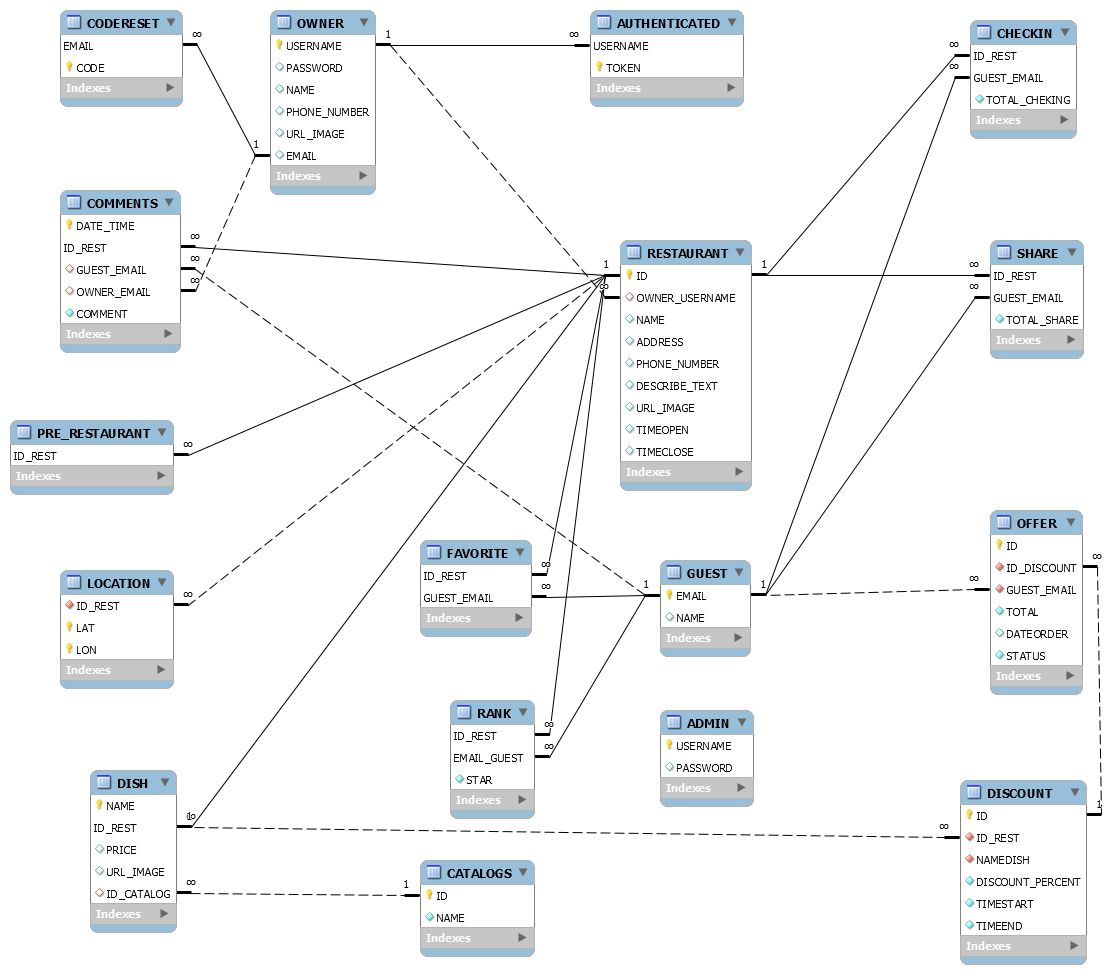 CODERESET
EMAIL
CODE
Indexes
OWNER
USERNAME
PASSWORD
NAME
PHONE_NUMBER
URL_IMAGE
EMAIL
Indexes
AUTHENTICATED
USERNAME
TOKEN
Indexes
CHECKIN
ID_REST
GUEST_EMAIL
TOTAL_CHEKING
Indexes
COMMENTS
DATE_TIME
ID_REST
GUEST_EMAIL
OWNER_EMAIL
COMMENT
Indexes
RESTAURANT
ID
OWNER_USERNAME
NAME
ADDRESS
PHONE_NUMBER
DESCRIBE_TEXT
URL_IMAGE
TIMEOPEN
TIMECLOSE
Indexes
SHARE
ID_REST
GUEST_EMAIL
TOTAL_SHARE
Indexes
PRE_RESTAURANT
ID_REST
Indexes
LOCATION
ID_REST
LAT
LON
Indexes
FAVORITE
ID_REST
GUEST_EMAIL
Indexes
GUEST
EMAIL
NAME
Indexes
OFFER
ID
ID_DISCOUNT
GUEST_EMAIL
TOTAL
DATEORDER
STATUS
Indexes
RANK
ID_REST
EMAIL_GUEST
STAR
Indexes
ADMIN
USERNAME
PASSWORD
Indexes
DISH
NAME
ID_REST
PRICE
URL_IMAGE
ID_CATALOG
Indexes
CATALOGS
ID
NAME
Indexes
DISCOUNT
ID
ID_REST
NAMEDISH
DISCOUNT_PERCENT
TIMESTART
TIMEEND
Indexes
∞
1
∞
1
∞
∞
∞
∞
∞
1
∞
1
∞
∞
∞
∞
∞
∞
1
1
∞
∞
∞
∞
1
∞
∞
1
∞
1